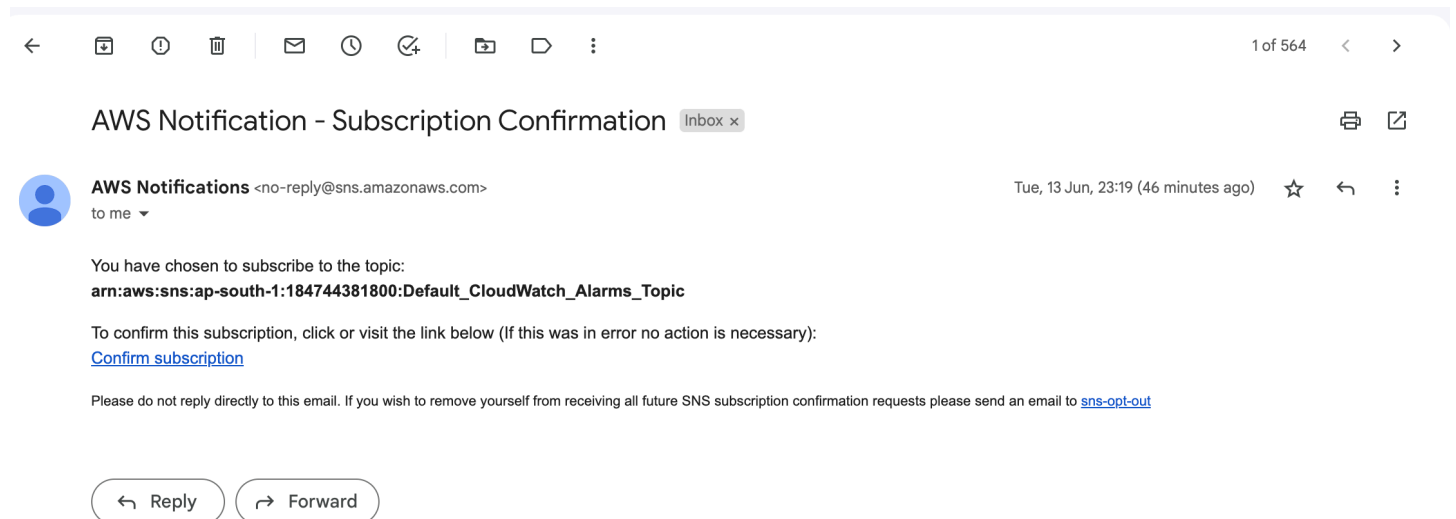 1 of 564
AWS Notification - Subscription Confirmation Inbox ×
AWS Notifications <no-reply@sns.amazonaws.com> Tue, 13 Jun, 23:19 (46 minutes ago)
to me
You have chosen to subscribe to the topic:
arn:aws:sns:ap-south-1:184744381800:Default_CloudWatch_Alarms_Topic
To confirm this subscription, click or visit the link below (If this was in error no action is necessary):
Confirm subscription
Please do not reply directly to this email. If you wish to remove yourself from receiving all future SNS subscription confirmation requests please send an email to sns-opt-out
Reply Forward